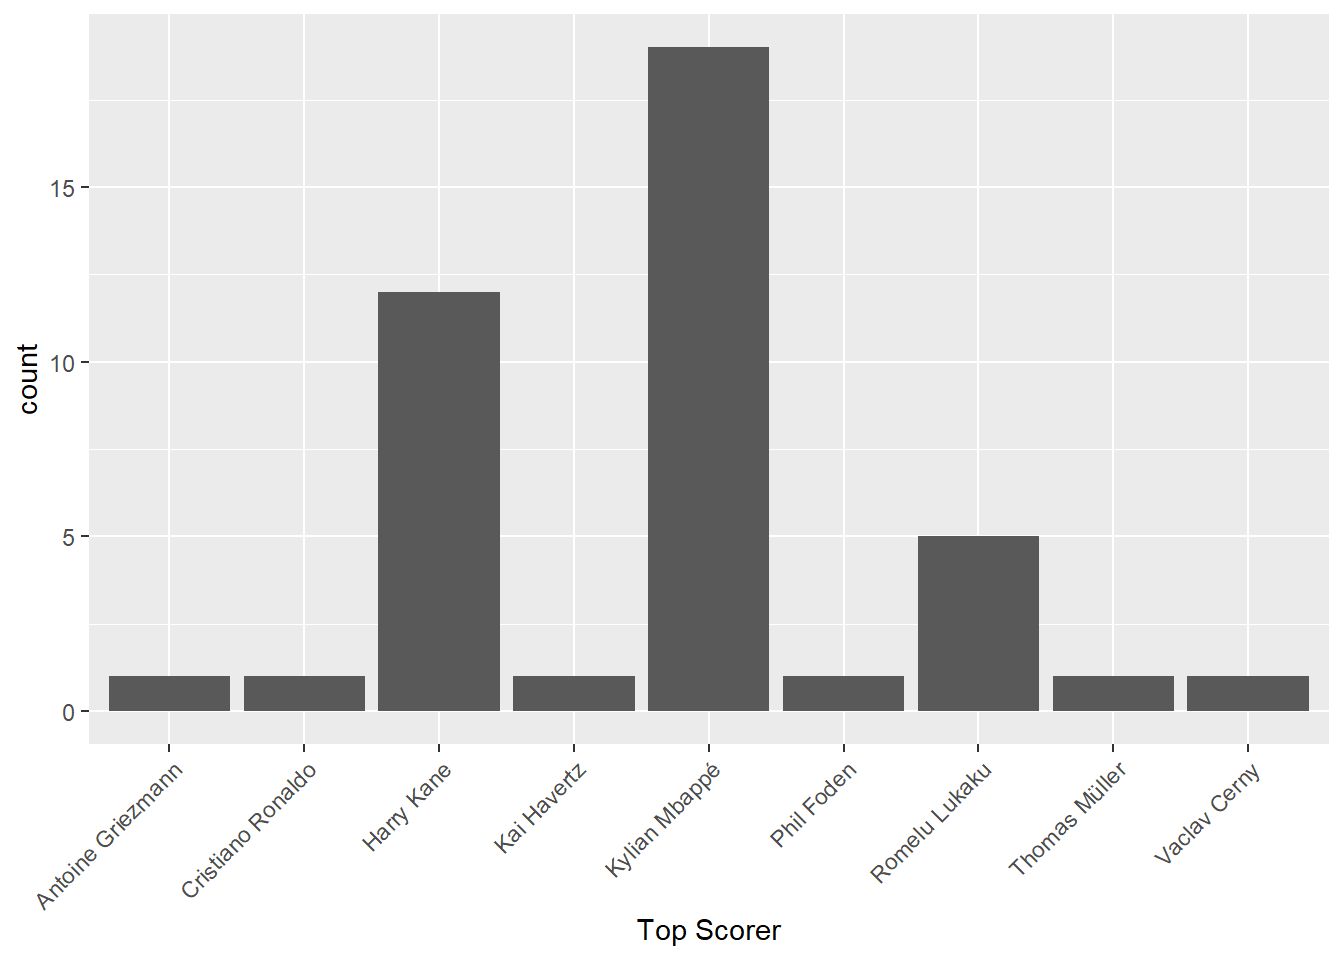 15
10
5
0
count
Antoine Griezmann
Cristiano Ronaldo
Harry Kane
Kai Havertz
Kylian Mbappé
Phil Foden
Romelu Lukaku
Thomas Müller
Vaclav Cerny
Top Scorer